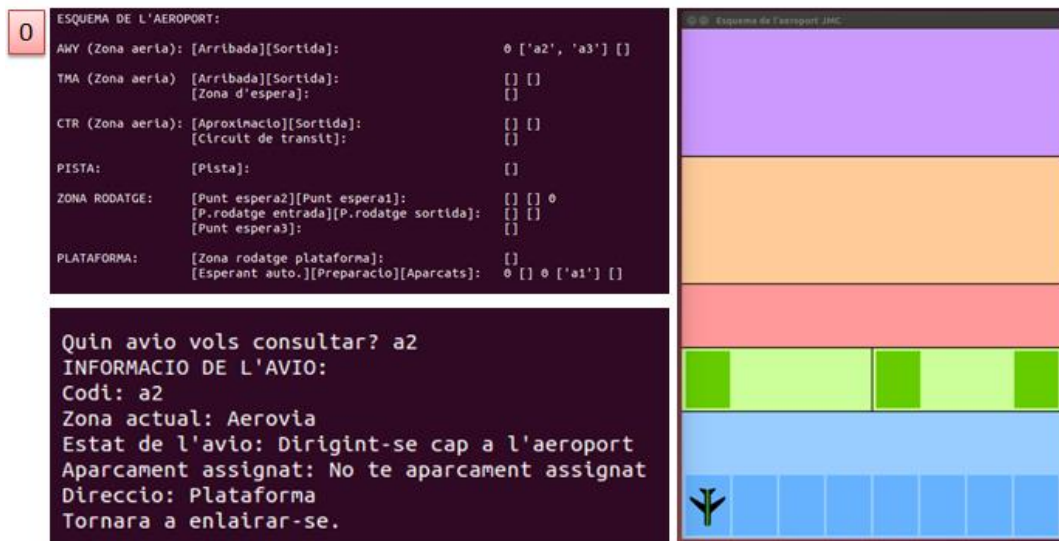 0
ESQUEMA DE L'AEROPORT:
AWY (Zona aeria): [Arribada][Sortida]: 0 ['a2', 'a3'] []
TMA (Zona aeria) [Arribada][Sortida]: [] []
[Zona d'espera]: []
CTR (Zona aeria): [Aproximacio][Sortida]: [] []
[Circuit de transit]: []
PISTA: [Pista]: []
ZONA RODATGE: [Punt espera2][Punt espera1]: [] [] 0
[P.rodatge entrada][P.rodatge sortida]: [] []
[Punt espera3]: []
PLATAFORMA: [Zona rodatge plataforma]: []
[Esperant auto.][Preparacio][Aparcats]: 0 [] 0 ['a1'] []
Quin avio vols consultar? a2
INFORMACIO DE L'AVIO:
Codi: a2
Zona actual: Aerovia
Estat de l'avio: Dirigint-se cap a l'aeroport
Aparcament assignat: No te aparcament assignat
Direccio: Plataforma
Tornara a enlairar-se.
Esquema de l'aeroport JMC